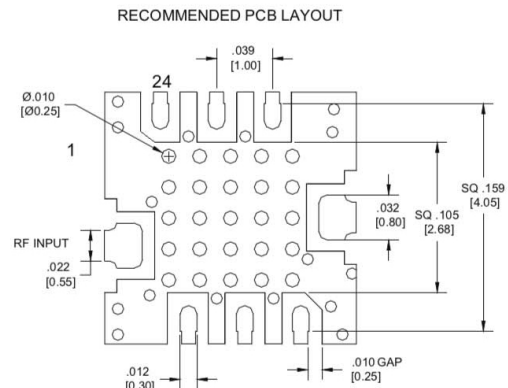 RECOMMENDED PCB LAYOUT
.039
[1.00]
24
Ø.010
[Ø0.25]
1
SQ .159
[4.05]
.032
[0.80]
SQ .105
[2.68]
RF INPUT
.022
[0.55]
.012
[0.30]
.010 GAP
[0.25]